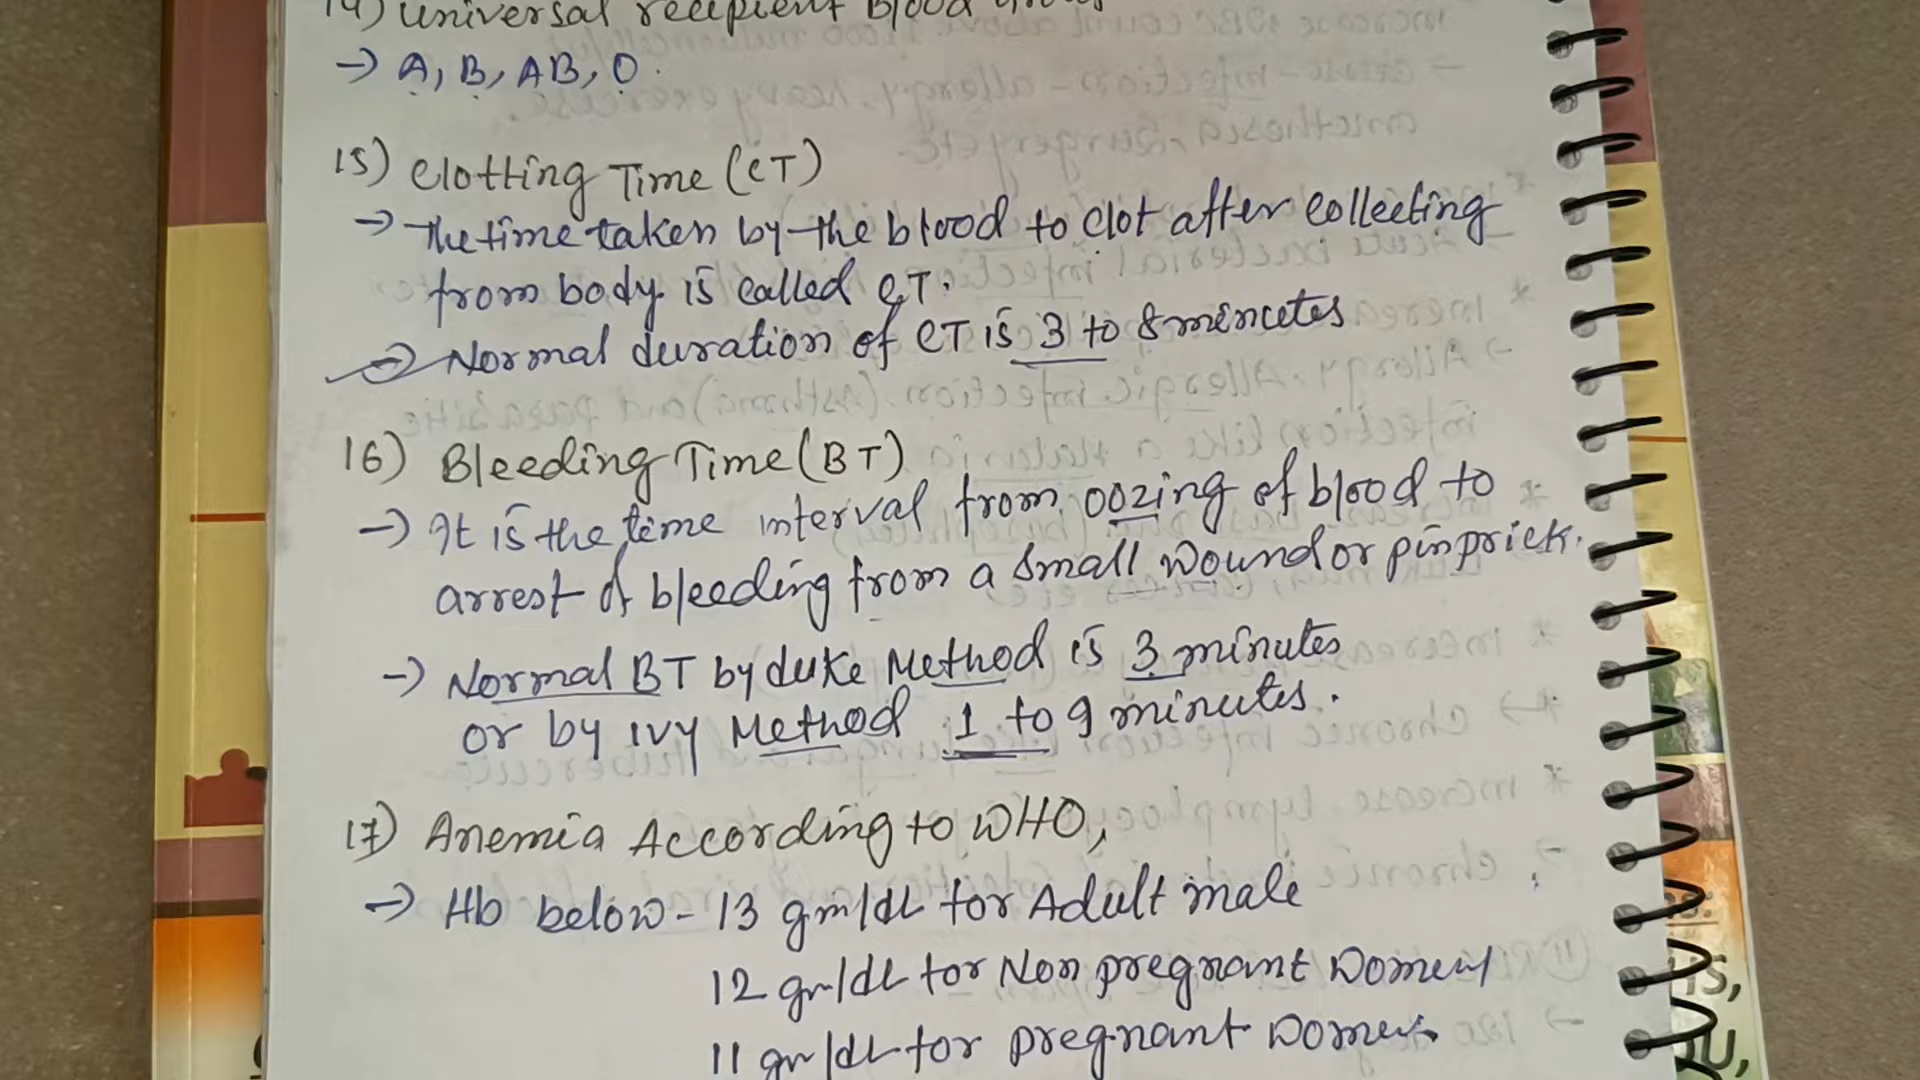 14) Universal recepient Blood
→ A, B, AB, O.
15) Clotting Time (CT)
→ The time taken by the blood to clot after collecting
from body is called CT.
→ Normal duration of CT is 3 to 8 minutes
16) Bleeding Time (BT)
→ It is the time interval from oozing of blood to
arrest of bleeding from a small wound or pinprick.
→ Normal BT by duke Method is 3 minutes
or by IVY Method 1 to 9 minutes.
17) Anemia According to WHO,
→ Hb below - 13 gm/dL for Adult male
12 gm/dL for Non pregnant women
11 gm/dL for pregnant women